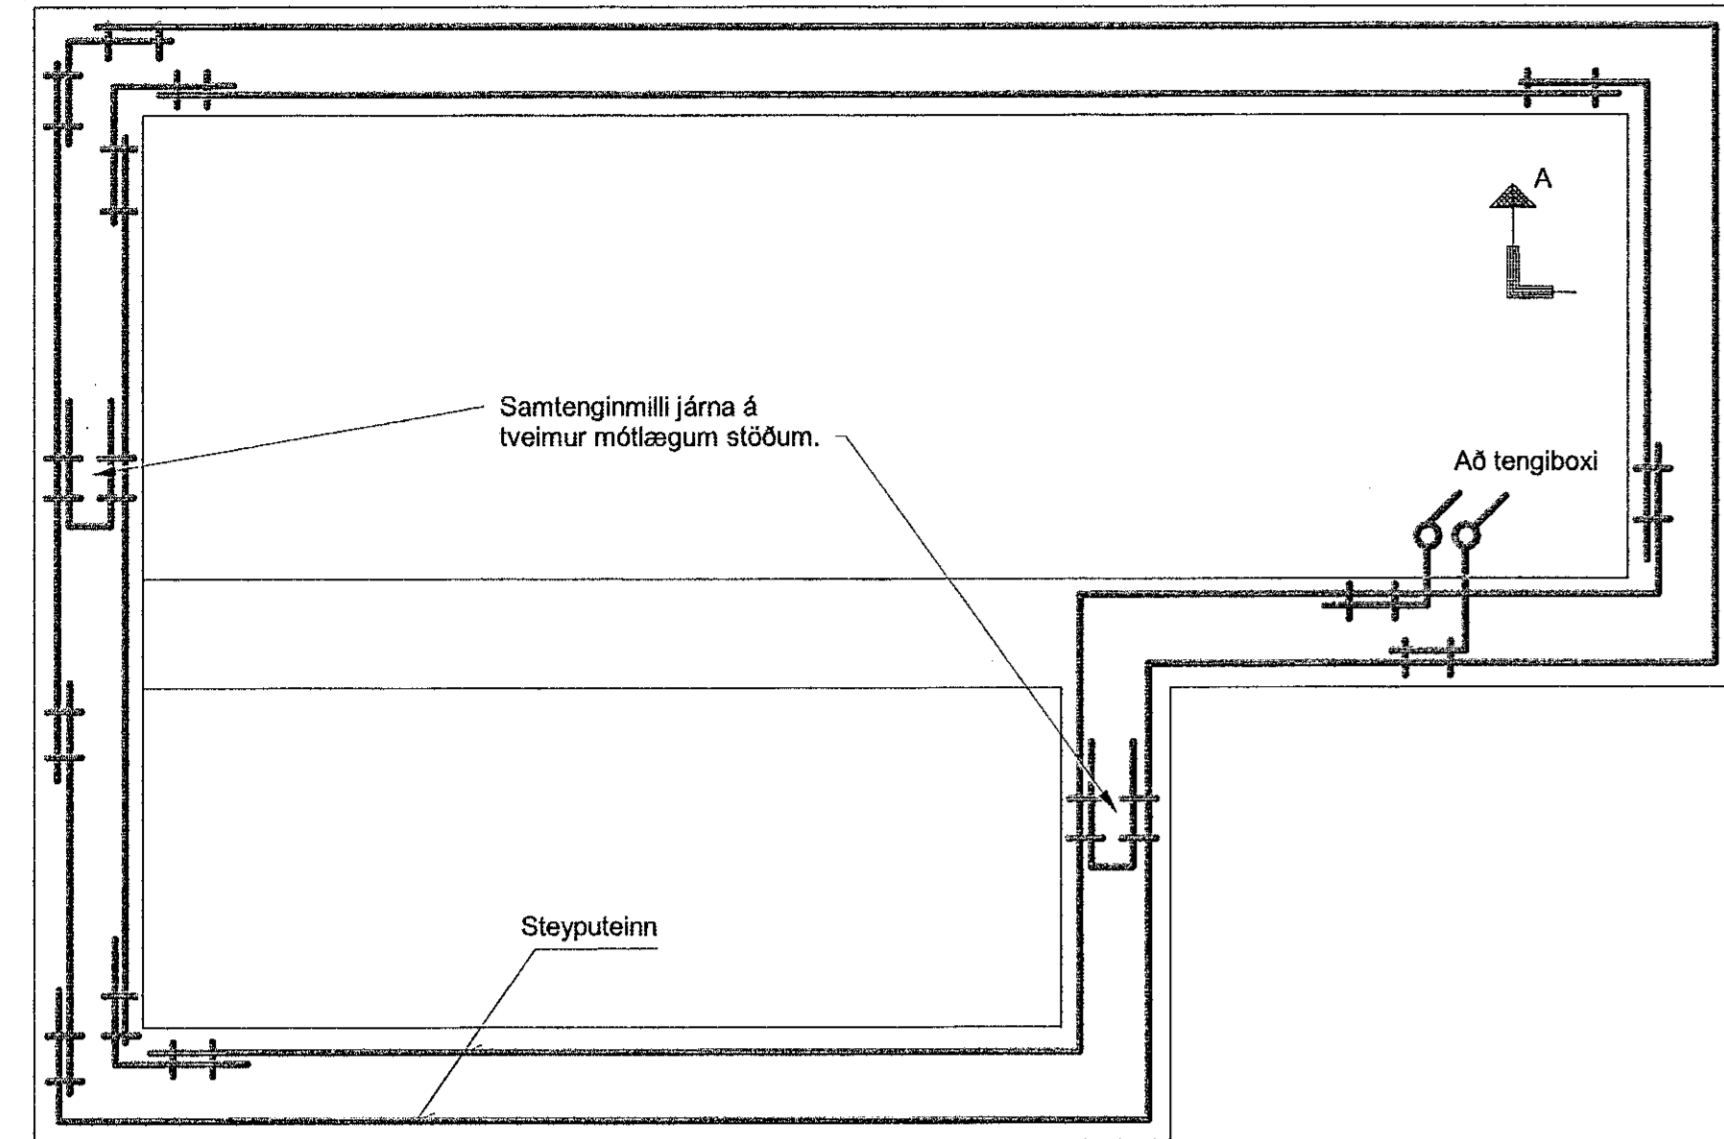 A
Samtenginmilli járna á
tveimur mótlægum stöðum.
Að tengiboxi
Steyputeinn